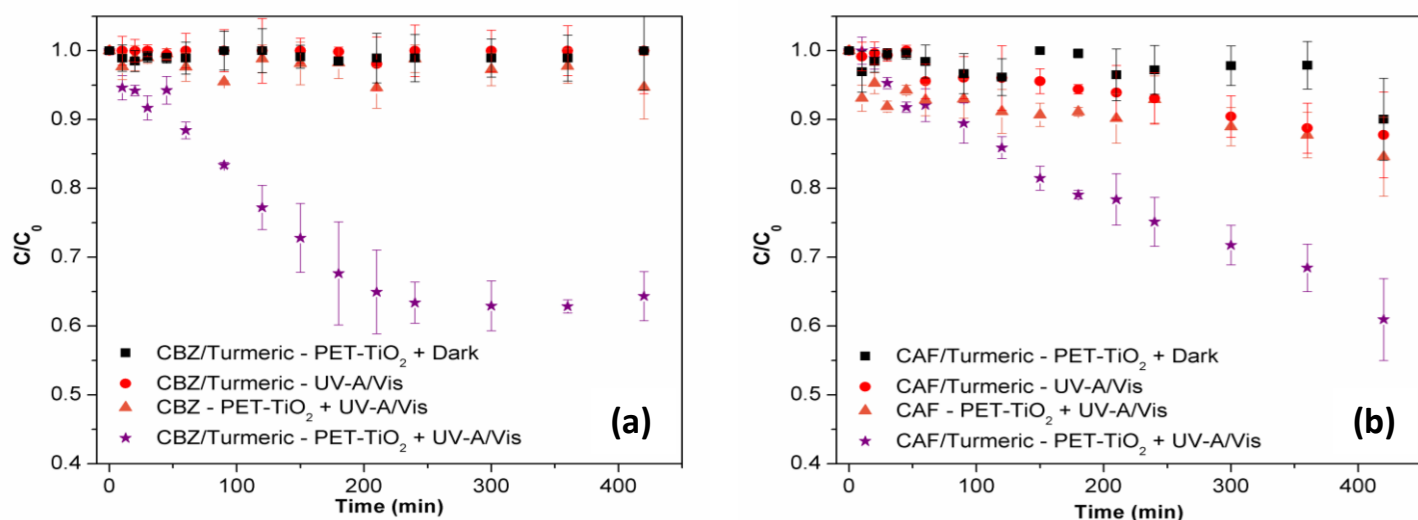 C/C0
1.0
0.9
0.8
0.7
0.6
0.5
0.4
CBZ/Turmeric - PET-TiO2 + Dark
CBZ/Turmeric - UV-A/Vis
CBZ - PET-TiO2 + UV-A/Vis
CBZ/Turmeric - PET-TiO2 + UV-A/Vis
(a)
0 100 200 300 400
Time (min)
C/C0
1.0
0.9
0.8
0.7
0.6
0.5
0.4
CAF/Turmeric - PET-TiO2 + Dark
CAF/Turmeric - UV-A/Vis
CAF - PET-TiO2 + UV-A/Vis
CAF/Turmeric - PET-TiO2 + UV-A/Vis
(b)
0 100 200 300 400
Time (min)